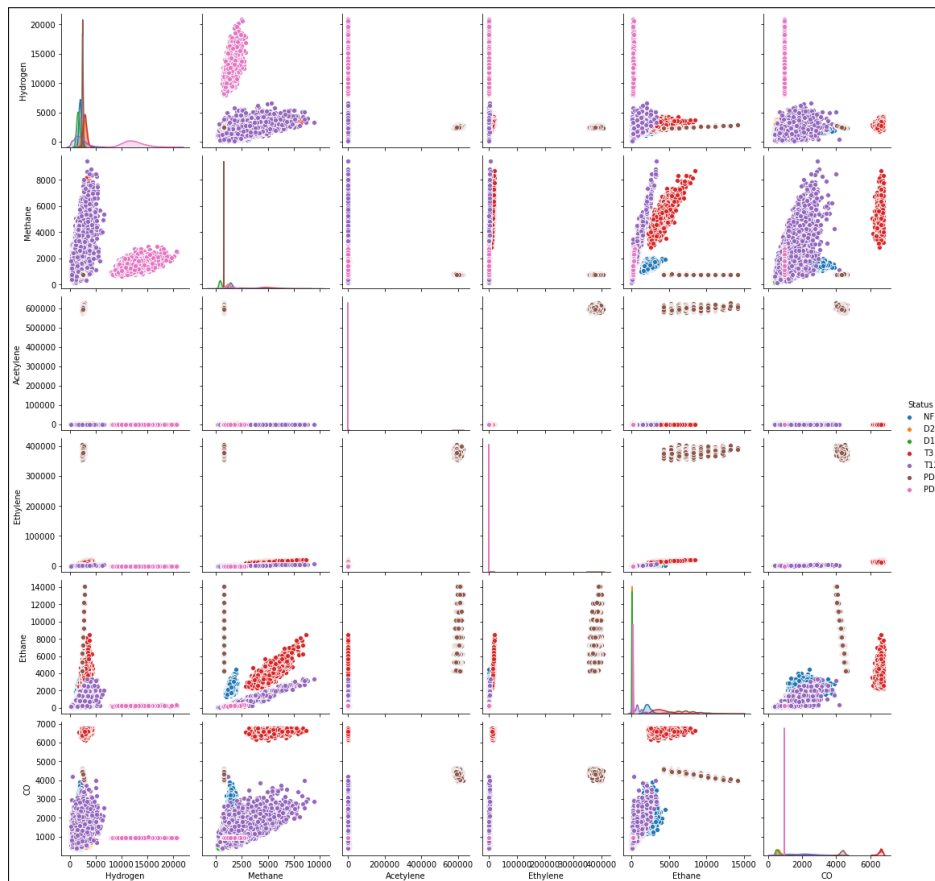 20000
15000
10000
5000
0
Hydrogen
8000
6000
4000
2000
0
Methane
600000
500000
400000
300000
200000
100000
0
Acetylene
400000
300000
200000
100000
0
Ethylene
14000
12000
10000
8000
6000
4000
2000
0
Ethane
7000
6000
5000
4000
3000
2000
1000
CO
0 5000 10000 15000 20000
Hydrogen
0 2500 5000 7500 10000
Methane
0 200000 400000 600000
Acetylene
0 100000 200000 300000 400000
Ethylene
0 5000 10000 15000
Ethane
0 2000 4000 6000
CO
Status
NF
D2
D1
T3
T12
PD
PD